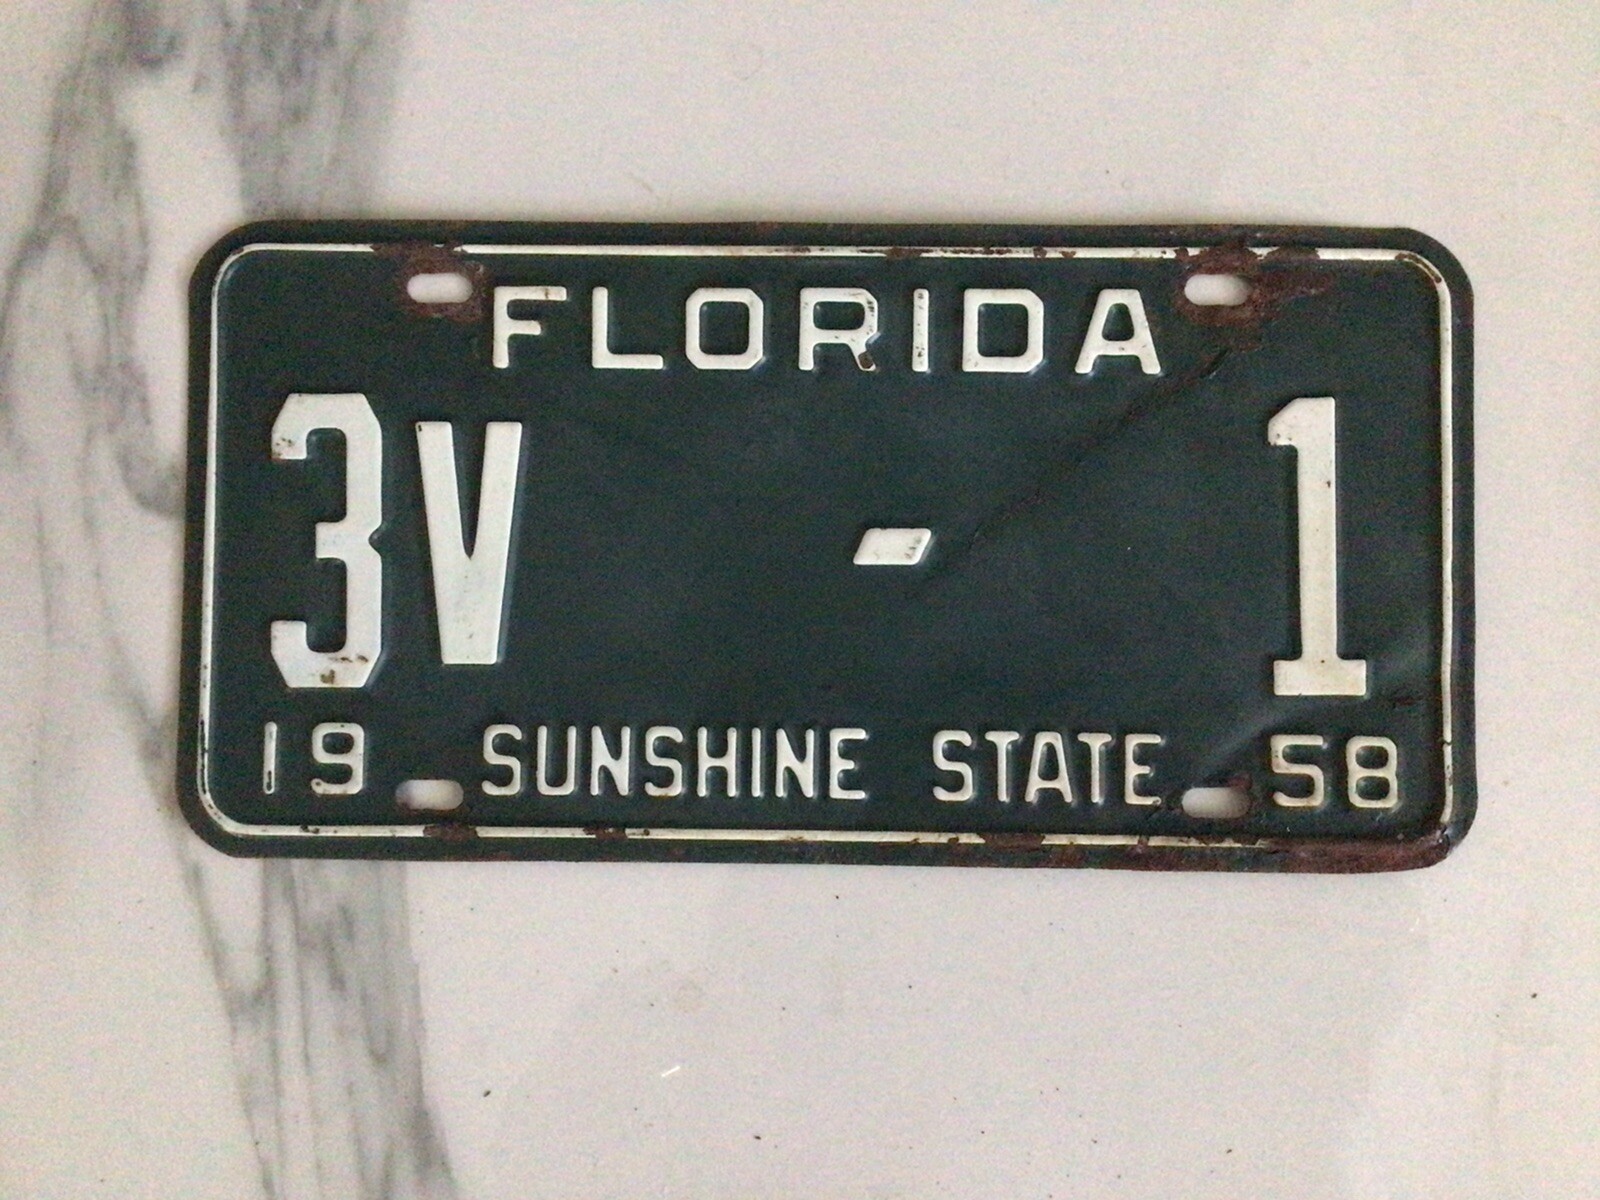 FLORIDA
3V - 1
19 SUNSHINE STATE 58